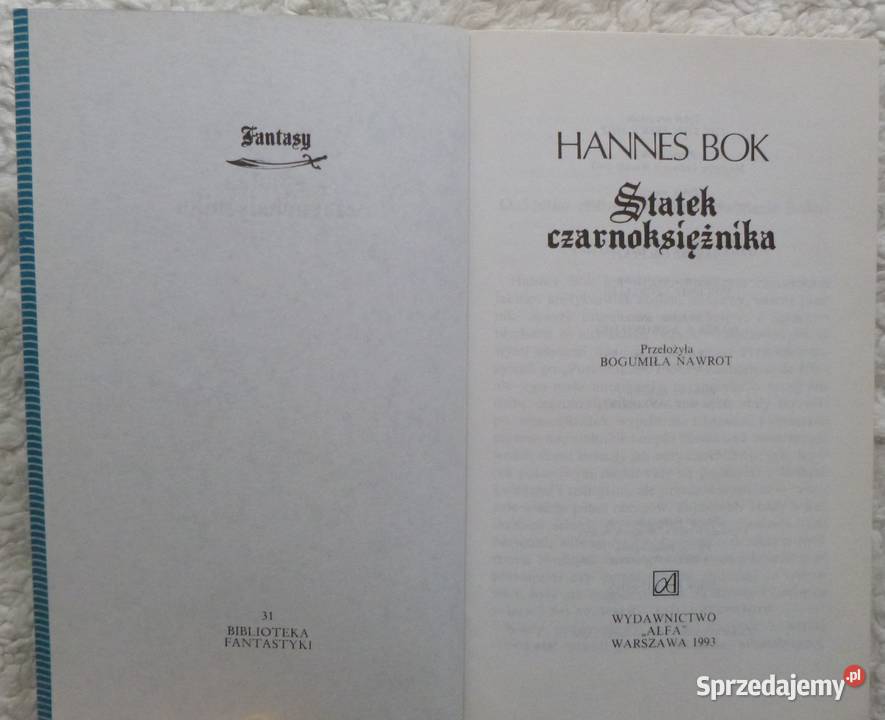 Fantasy
31
BIBLIOTEKA
FANTASTYKI
HANNES BOK
Statek
czarnoksiężnika
Przełożyła
BOGUMIŁA NAWROT
WYDAWNICTWO
„ALFA”
WARSZAWA 1993
Sprzedajemy.pl